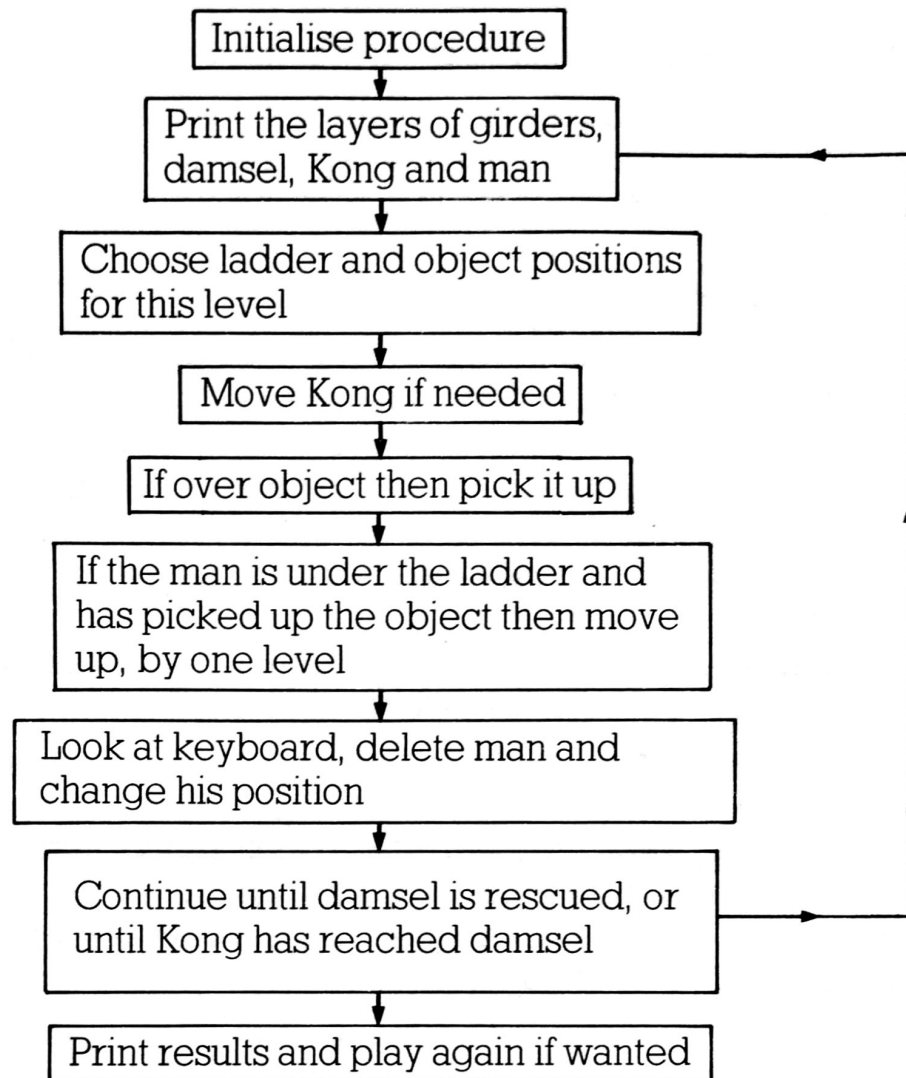 Initialise procedure
Print the layers of girders,
damsel, Kong and man
Choose ladder and object positions
for this level
Move Kong if needed
If over object then pick it up
If the man is under the ladder and
has picked up the object then move
up, by one level
Look at keyboard, delete man and
change his position
Continue until damsel is rescued, or
until Kong has reached damsel
Print results and play again if wanted